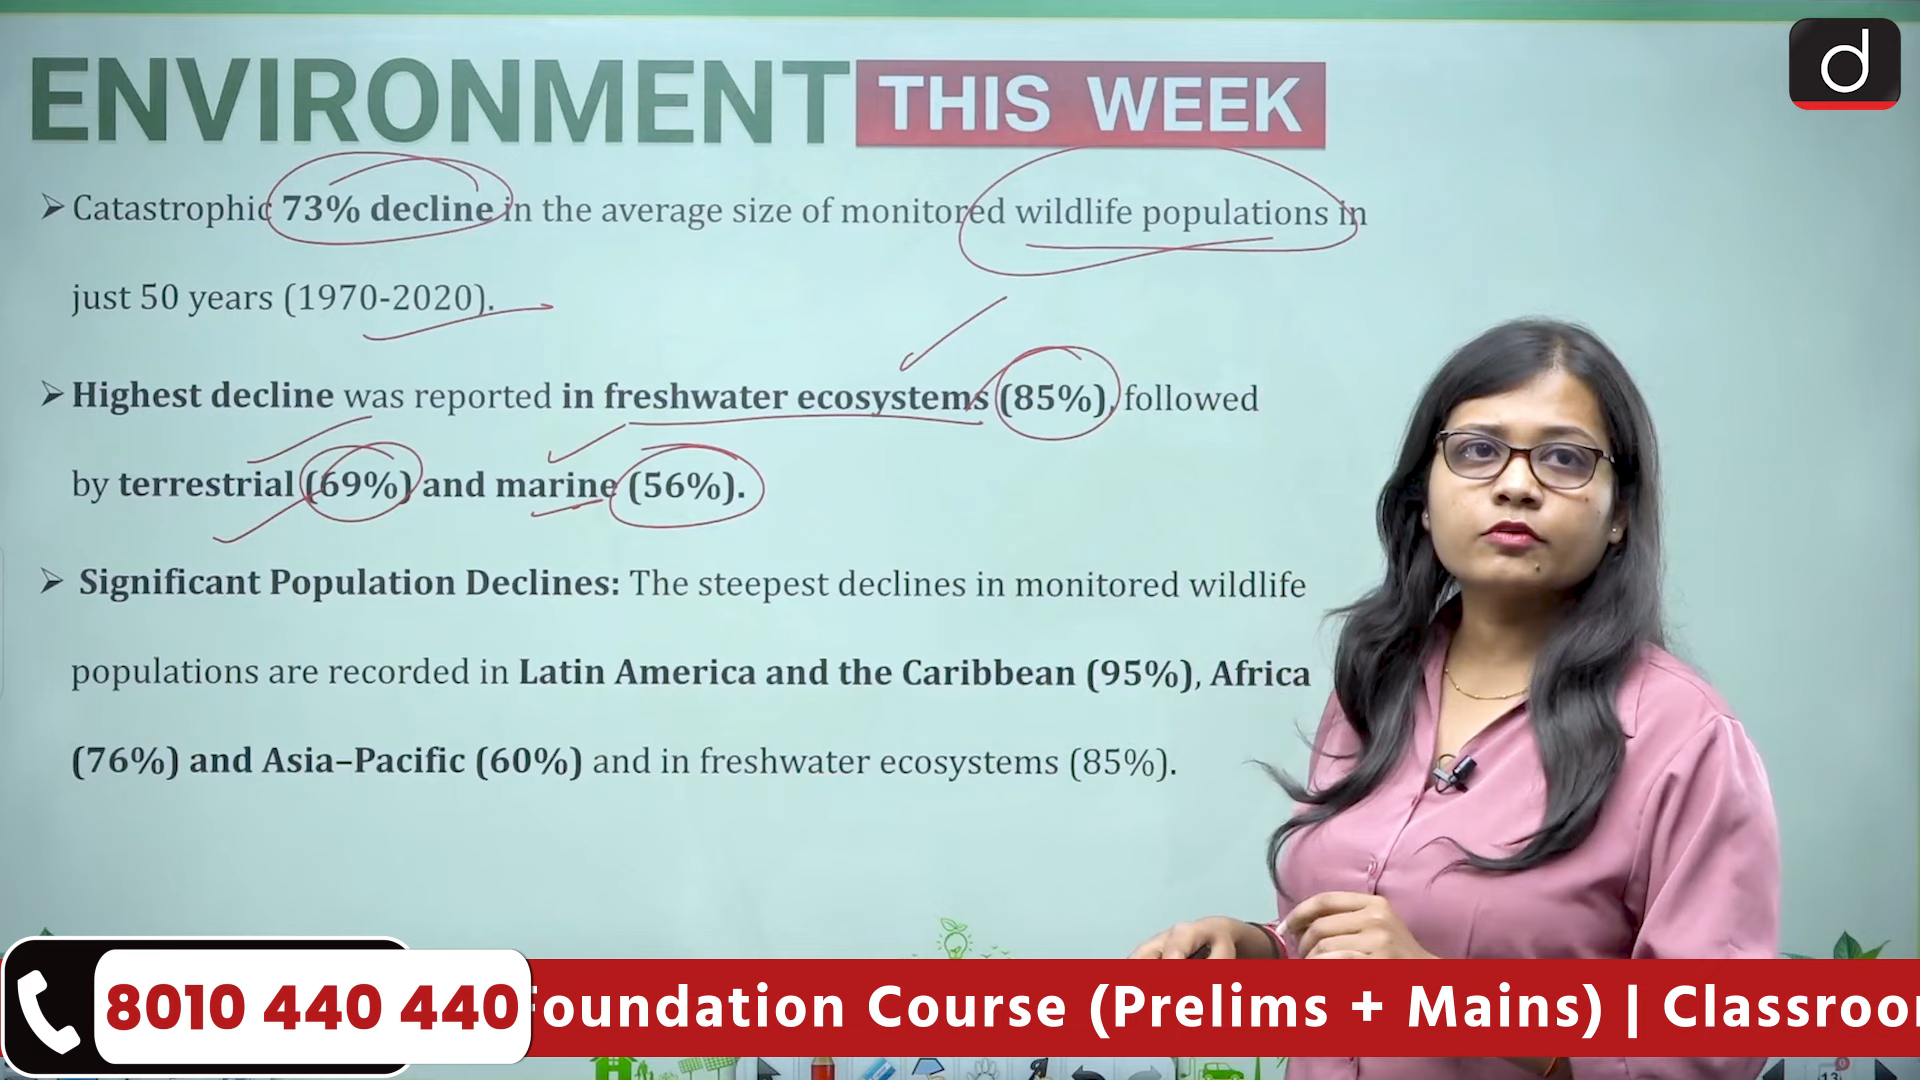 ENVIRONMENT THIS WEEK
d
➢ Catastrophic 73% decline in the average size of monitored wildlife populations in
just 50 years (1970-2020).
➢ Highest decline was reported in freshwater ecosystems (85%), followed
by terrestrial (69%) and marine (56%).
➢ Significant Population Declines: The steepest declines in monitored wildlife
populations are recorded in Latin America and the Caribbean (95%), Africa
(76%) and Asia–Pacific (60%) and in freshwater ecosystems (85%).
8010 440 440
Foundation Course (Prelims + Mains) | Classroo
13